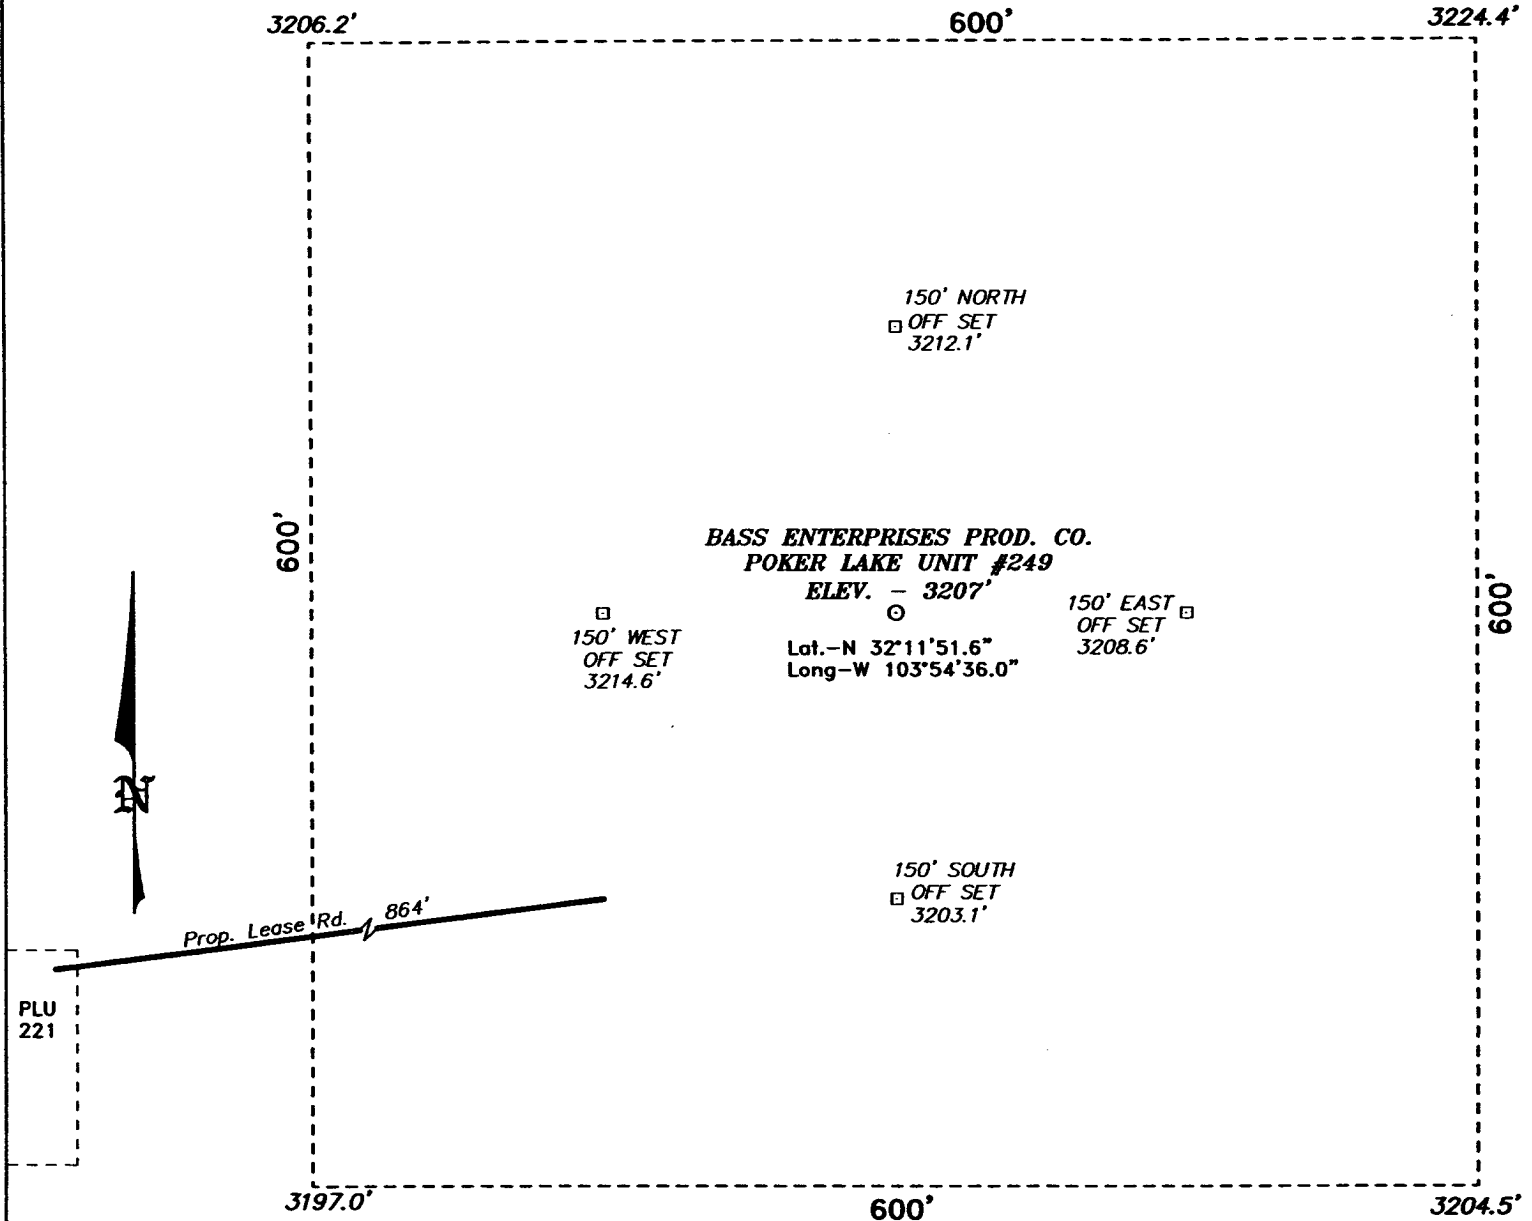 3206.2'
600'
3224.4'
150' NORTH
OFF SET
3212.1'
600'
BASS ENTERPRISES PROD. CO.
POKER LAKE UNIT #249
ELEV. - 3207'
Lat.-N 32°11'51.6"
Long-W 103°54'36.0"
150' WEST
OFF SET
3214.6'
150' EAST
OFF SET
3208.6'
600'
N
150' SOUTH
OFF SET
3203.1'
Prop. Lease Rd. 864'
PLU
221
3197.0'
600'
3204.5'